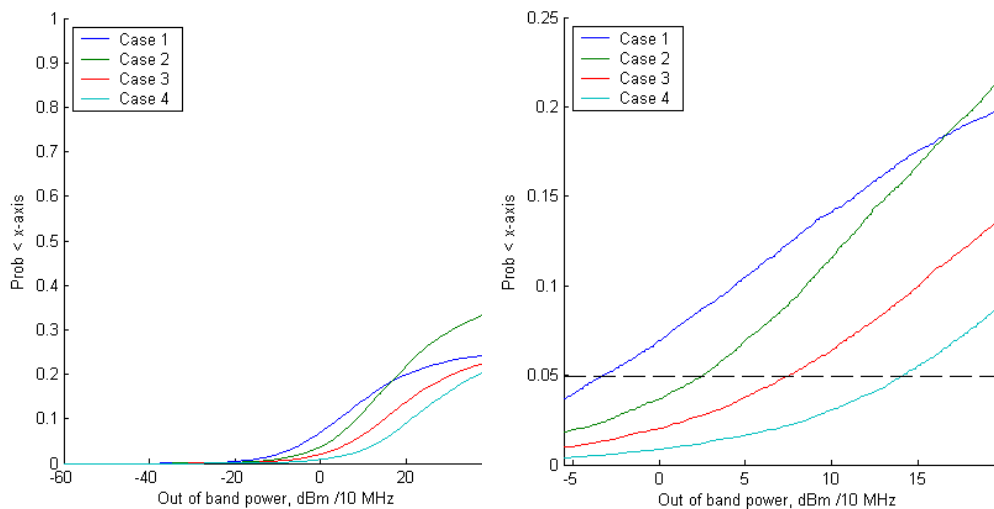 1
0.9
0.8
0.7
0.6
0.5
0.4
0.3
0.2
0.1
0
-60
-40
-20
0
20
Prob < x-axis
Out of band power, dBm /10 MHz
Case 1
Case 2
Case 3
Case 4
0.25
0.2
0.15
0.1
0.05
0
-5
0
5
10
15
Prob < x-axis
Out of band power, dBm /10 MHz
Case 1
Case 2
Case 3
Case 4